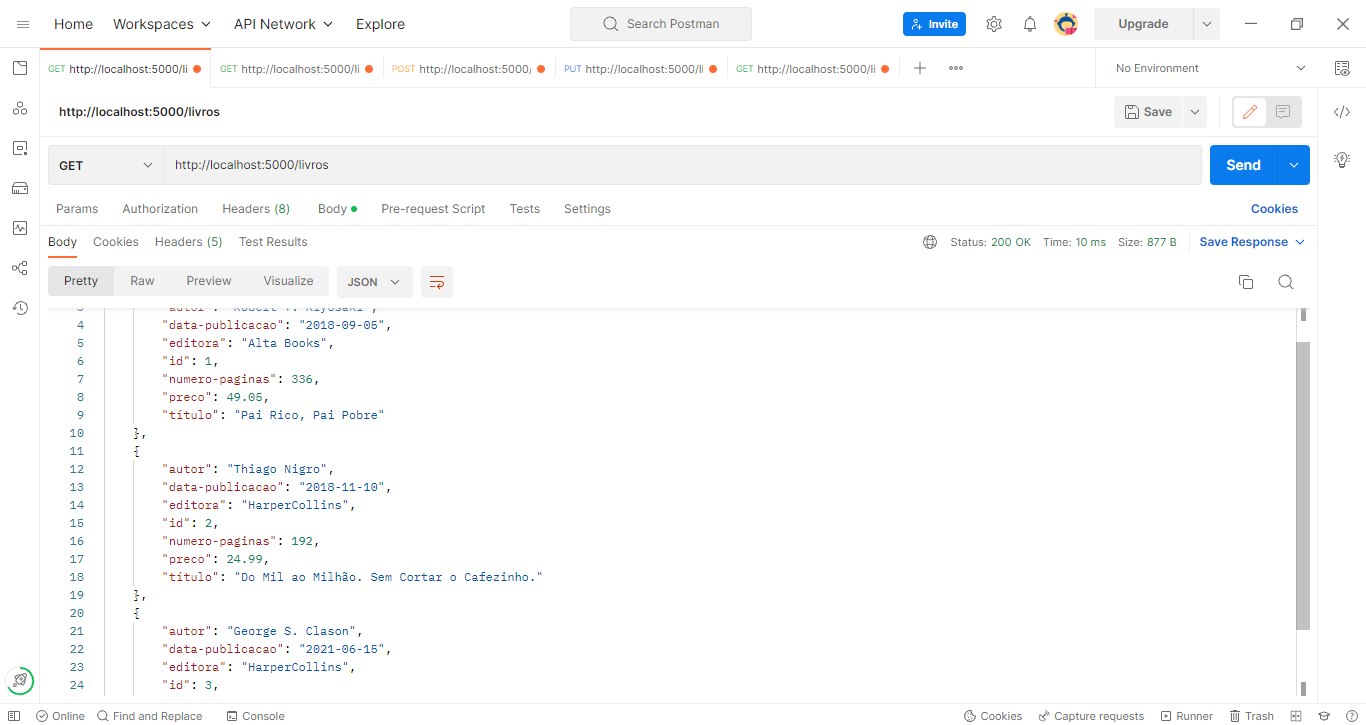 Home Workspaces API Network Explore Search Postman Invite Upgrade
GET http://localhost:5000/li GET http://localhost:5000/li POST http://localhost:5000/ PUT http://localhost:5000/li GET http://localhost:5000/li No Environment
http://localhost:5000/livros Save
GET http://localhost:5000/livros Send
Params Authorization Headers (8) Body Pre-request Script Tests Settings Cookies
Body Cookies Headers (5) Test Results Status: 200 OK Time: 10 ms Size: 877 B Save Response
Pretty Raw Preview Visualize JSON
3 "autor": "Robert T. Kiyosaki",
4 "data-publicacao": "2018-09-05",
5 "editora": "Alta Books",
6 "id": 1,
7 "numero-paginas": 336,
8 "preco": 49.05,
9 "titulo": "Pai Rico, Pai Pobre"
10 },
11 {
12 "autor": "Thiago Nigro",
13 "data-publicacao": "2018-11-10",
14 "editora": "HarperCollins",
15 "id": 2,
16 "numero-paginas": 192,
17 "preco": 24.99,
18 "titulo": "Do Mil ao Milhão. Sem Cortar o Cafezinho."
19 },
20 {
21 "autor": "George S. Clason",
22 "data-publicacao": "2021-06-15",
23 "editora": "HarperCollins",
24 "id": 3,
Online Find and Replace Console Cookies Capture requests Runner Trash